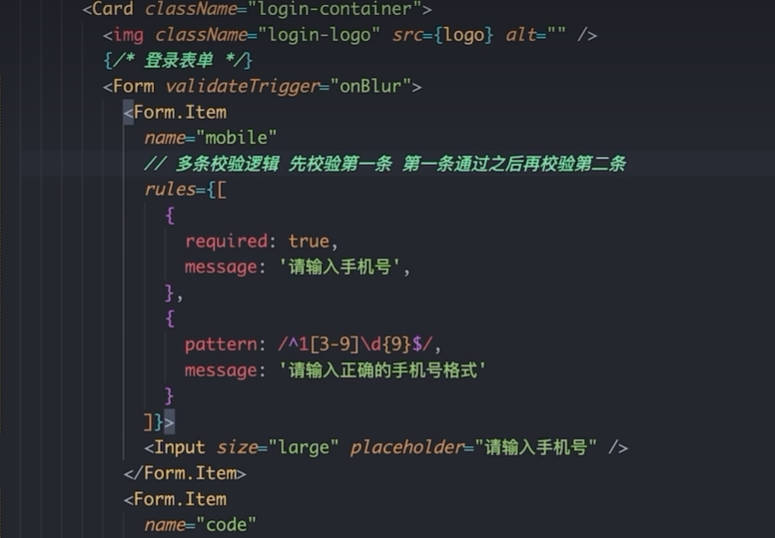 <Card className="login-container">
<img className="login-logo" src={logo} alt="" />
{/* 登录表单 */}
<Form validateTrigger="onBlur">
<Form.Item
name="mobile"
// 多条校验逻辑 先校验第一条 第一条通过之后再校验第二条
rules={[
{
required: true,
message: '请输入手机号',
},
{
pattern: /^1[3-9]\d{9}$/,
message: '请输入正确的手机号格式'
}
]}>
<Input size="large" placeholder="请输入手机号" />
</Form.Item>
<Form.Item
name="code"